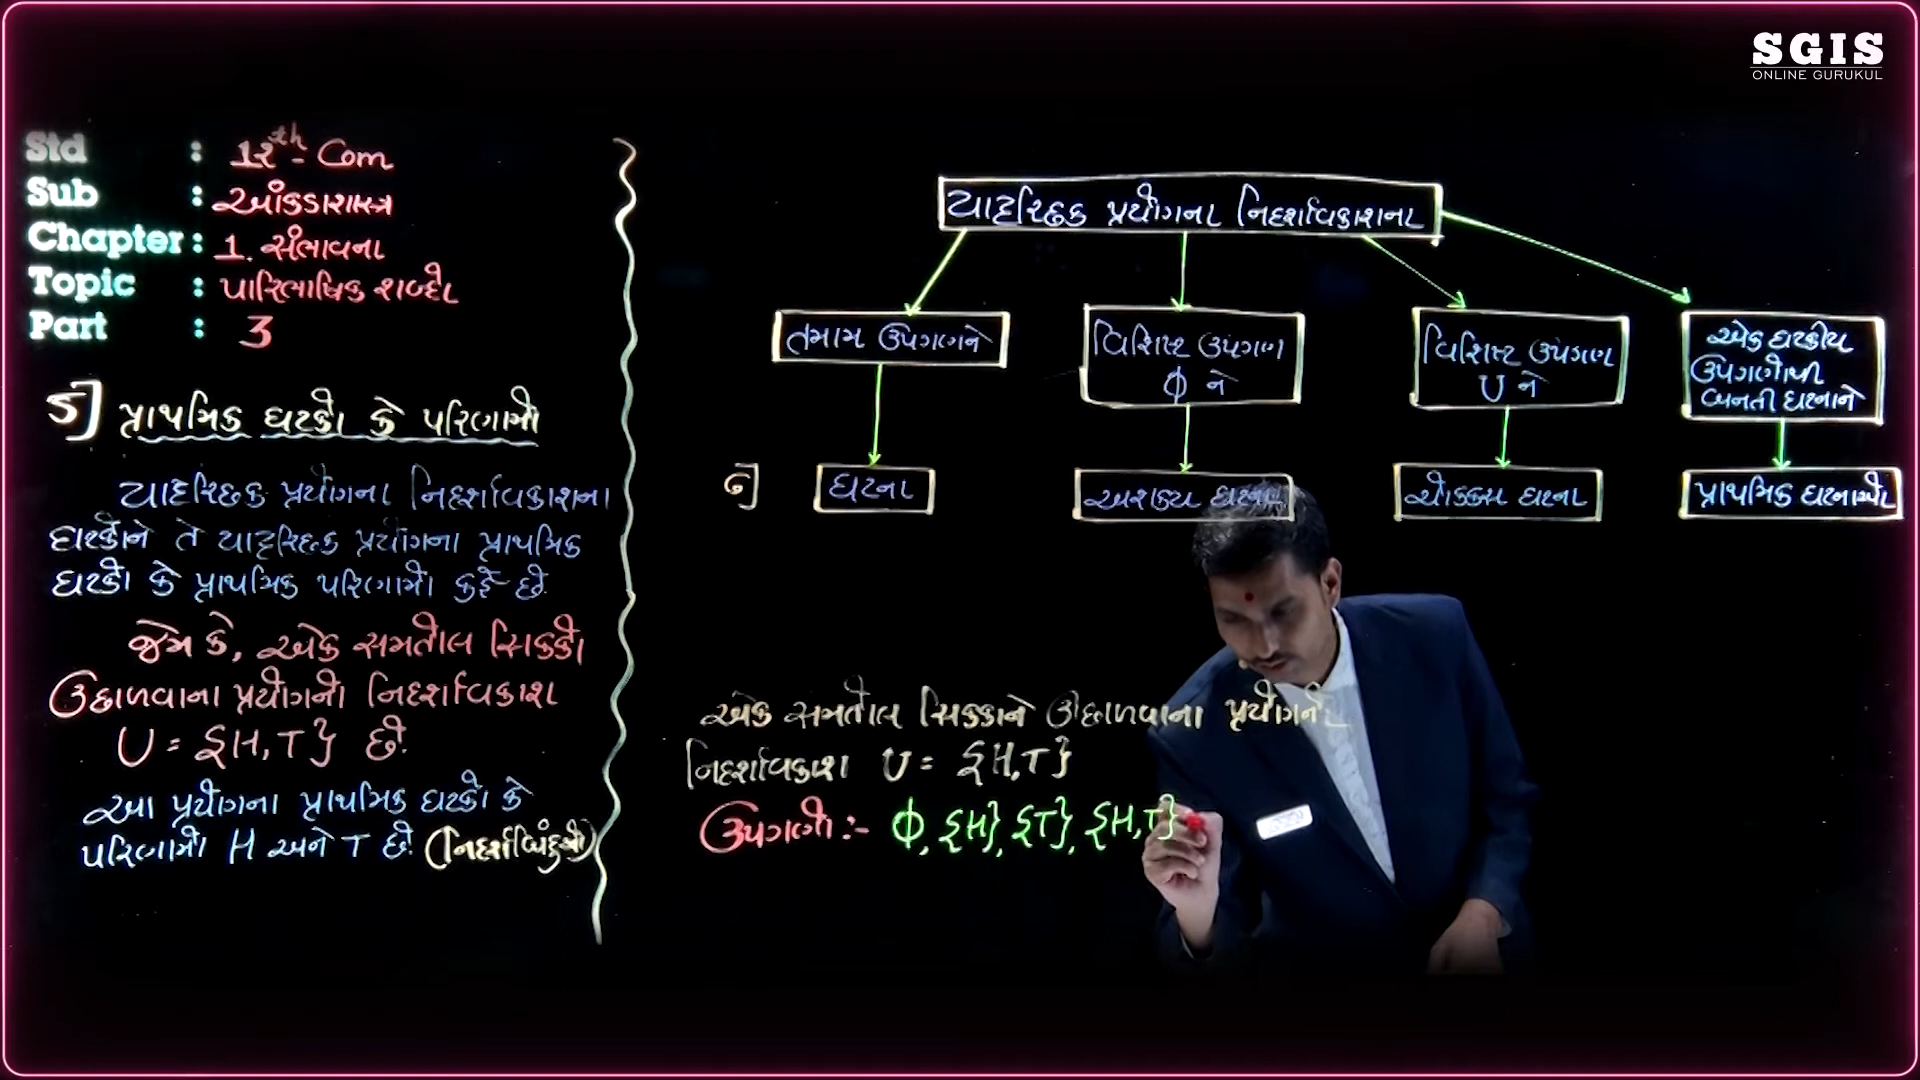 SGIS
ONLINE GURUKUL
Std : 12th - Com
Sub : આંકડાશાસ્ત્ર
Chapter : 1. સંભાવના
Topic : પારિભાષિક શબ્દો
Part : 3
5] પ્રાથમિક ઘટકો કે પરિણામો
યાદૃચ્છિક પ્રયોગના નિદર્શાવકાશના
ઘટકોને તે યાદૃચ્છિક પ્રયોગના પ્રાથમિક
ઘટકો કે પ્રાથમિક પરિણામો કહે છે.
જેમ કે, એક સમતોલ સિક્કો
ઉછાળવાના પ્રયોગનો નિદર્શાવકાશ
U = {H, T} છે.
આ પ્રયોગના પ્રાથમિક ઘટકો કે
પરિણામો H અને T છે. (નિદર્શબિંદુઓ)
યાદૃચ્છિક પ્રયોગના નિદર્શાવકાશના
તમામ ઉપગણને
વિશિષ્ટ ઉપગણ
ϕ ને
વિશિષ્ટ ઉપગણ
U ને
એક ઘટકીય
ઉપગણોથી
બનતી ઘટનાને
6]
ઘટના
અશક્ય ઘટના
ચોક્કસ ઘટના
પ્રાથમિક ઘટનાઓ
એક સમતોલ સિક્કાને ઊછાળવાના પ્રયોગનો
નિદર્શાવકાશ U = {H, T}
ઉપગણો :- ϕ, {H}, {T}, {H, T}